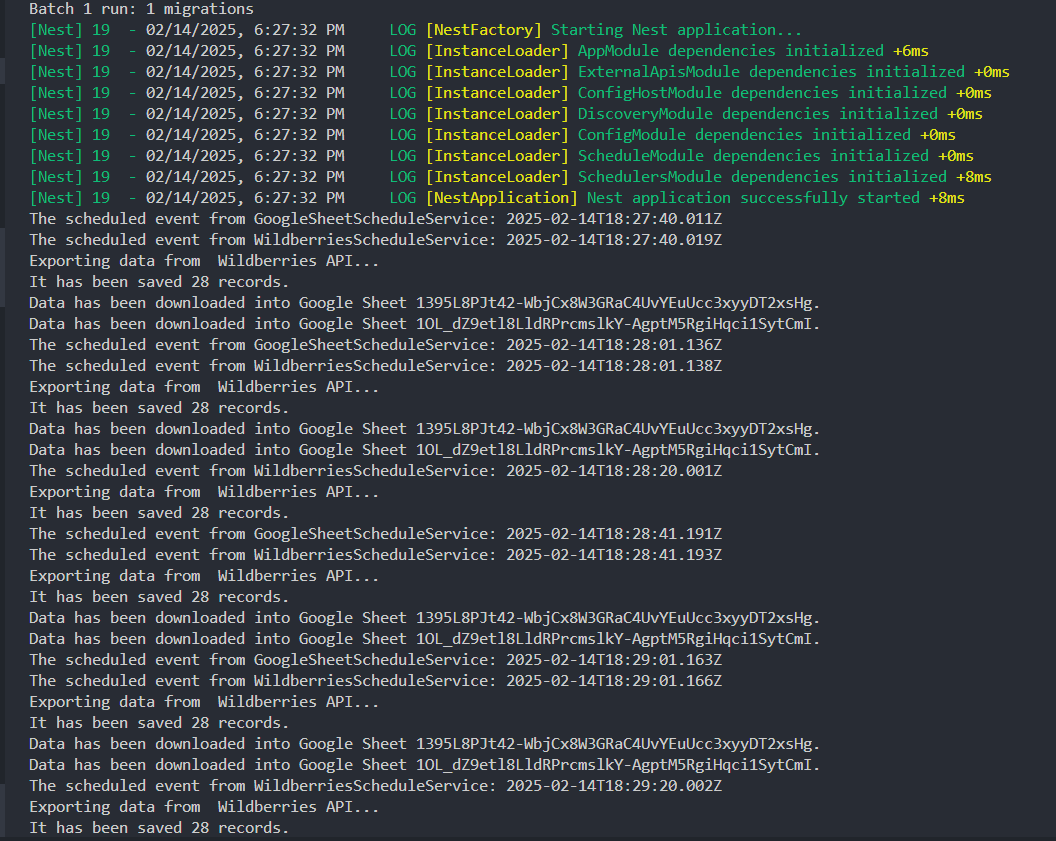 Batch 1 run: 1 migrations
[Nest] 19  - 02/14/2025, 6:27:32 PM     LOG [NestFactory] Starting Nest application...
[Nest] 19  - 02/14/2025, 6:27:32 PM     LOG [InstanceLoader] AppModule dependencies initialized +6ms
[Nest] 19  - 02/14/2025, 6:27:32 PM     LOG [InstanceLoader] ExternalApisModule dependencies initialized +0ms
[Nest] 19  - 02/14/2025, 6:27:32 PM     LOG [InstanceLoader] ConfigHostModule dependencies initialized +0ms
[Nest] 19  - 02/14/2025, 6:27:32 PM     LOG [InstanceLoader] DiscoveryModule dependencies initialized +0ms
[Nest] 19  - 02/14/2025, 6:27:32 PM     LOG [InstanceLoader] ConfigModule dependencies initialized +0ms
[Nest] 19  - 02/14/2025, 6:27:32 PM     LOG [InstanceLoader] ScheduleModule dependencies initialized +0ms
[Nest] 19  - 02/14/2025, 6:27:32 PM     LOG [InstanceLoader] SchedulersModule dependencies initialized +8ms
[Nest] 19  - 02/14/2025, 6:27:32 PM     LOG [NestApplication] Nest application successfully started +8ms
The scheduled event from GoogleSheetScheduleService: 2025-02-14T18:27:40.011Z
The scheduled event from WildberriesScheduleService: 2025-02-14T18:27:40.019Z
Exporting data from  Wildberries API...
It has been saved 28 records.
Data has been downloaded into Google Sheet 1395L8PJt42-WbjCx8W3GRaC4UvYEuUcc3xyyDT2xsHg.
Data has been downloaded into Google Sheet 1OL_dZ9etl8LldRPrcmslkY-AgptM5RgiHqci1SytCmI.
The scheduled event from GoogleSheetScheduleService: 2025-02-14T18:28:01.136Z
The scheduled event from WildberriesScheduleService: 2025-02-14T18:28:01.138Z
Exporting data from  Wildberries API...
It has been saved 28 records.
Data has been downloaded into Google Sheet 1395L8PJt42-WbjCx8W3GRaC4UvYEuUcc3xyyDT2xsHg.
Data has been downloaded into Google Sheet 1OL_dZ9etl8LldRPrcmslkY-AgptM5RgiHqci1SytCmI.
The scheduled event from WildberriesScheduleService: 2025-02-14T18:28:20.001Z
Exporting data from  Wildberries API...
It has been saved 28 records.
The scheduled event from GoogleSheetScheduleService: 2025-02-14T18:28:41.191Z
The scheduled event from WildberriesScheduleService: 2025-02-14T18:28:41.193Z
Exporting data from  Wildberries API...
It has been saved 28 records.
Data has been downloaded into Google Sheet 1395L8PJt42-WbjCx8W3GRaC4UvYEuUcc3xyyDT2xsHg.
Data has been downloaded into Google Sheet 1OL_dZ9etl8LldRPrcmslkY-AgptM5RgiHqci1SytCmI.
The scheduled event from GoogleSheetScheduleService: 2025-02-14T18:29:01.163Z
The scheduled event from WildberriesScheduleService: 2025-02-14T18:29:01.166Z
Exporting data from  Wildberries API...
It has been saved 28 records.
Data has been downloaded into Google Sheet 1395L8PJt42-WbjCx8W3GRaC4UvYEuUcc3xyyDT2xsHg.
Data has been downloaded into Google Sheet 1OL_dZ9etl8LldRPrcmslkY-AgptM5RgiHqci1SytCmI.
The scheduled event from WildberriesScheduleService: 2025-02-14T18:29:20.002Z
Exporting data from  Wildberries API...
It has been saved 28 records.